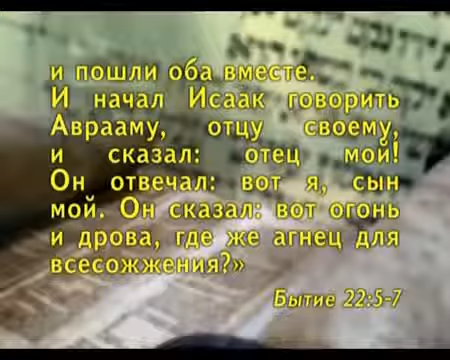 и пошли оба вместе.
И начал Исаак говорить
Аврааму, отцу своему,
и сказал: отец мой!
Он отвечал: вот я, сын
мой. Он сказал: вот огонь
и дрова, где же агнец для
всесожжения?»
Бытие 22:5-7